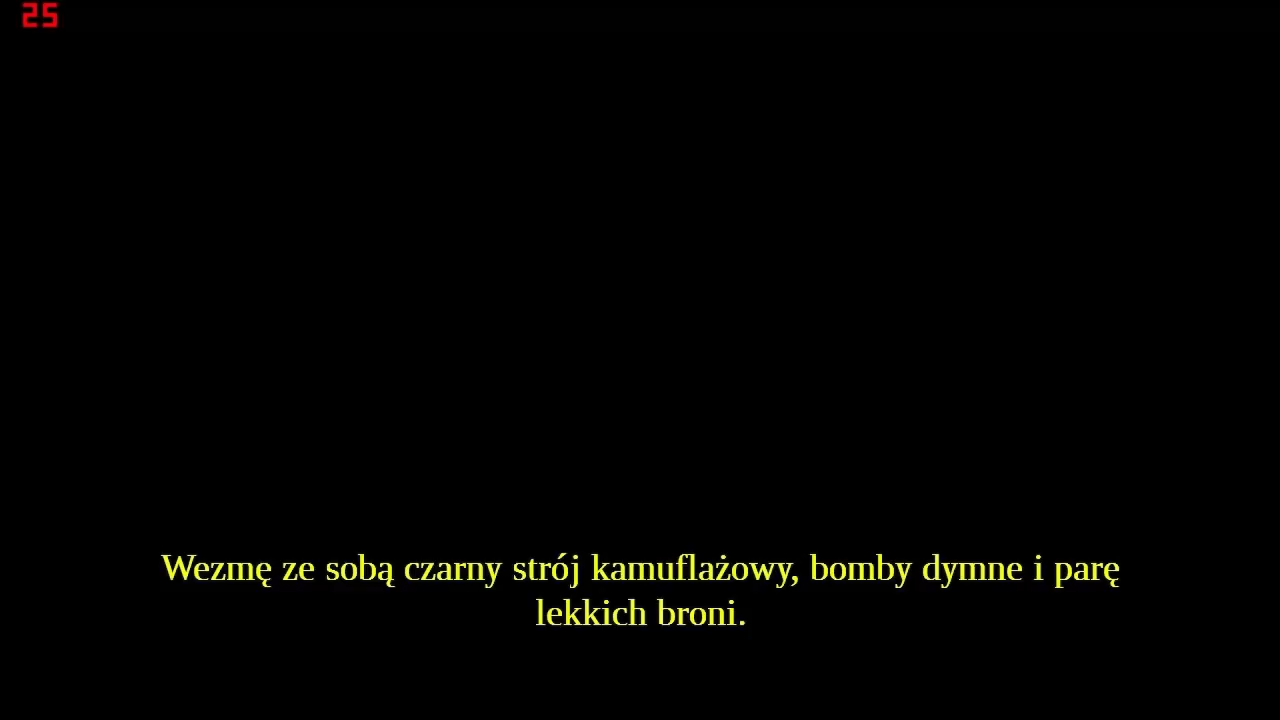 25
Wezmę ze sobą czarny strój kamuflażowy, bomby dymne i parę
lekkich broni.